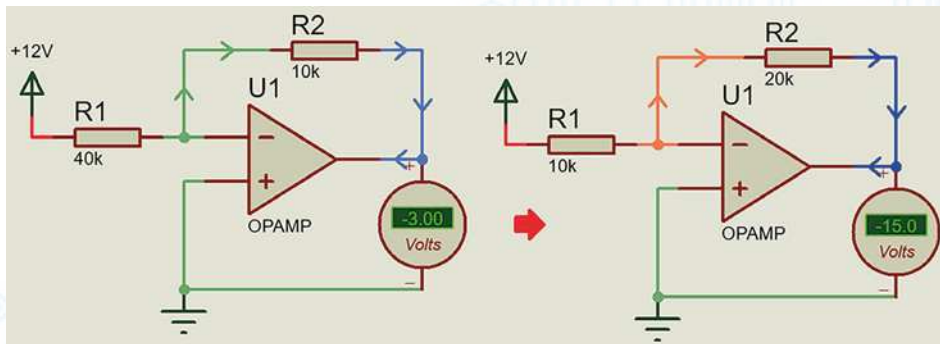 R2
10k
+12V
U1
R1
40k
−
+
OPAMP
+
-3.00
Volts
−
R2
20k
+12V
U1
R1
10k
−
+
OPAMP
+
-15.0
Volts
−